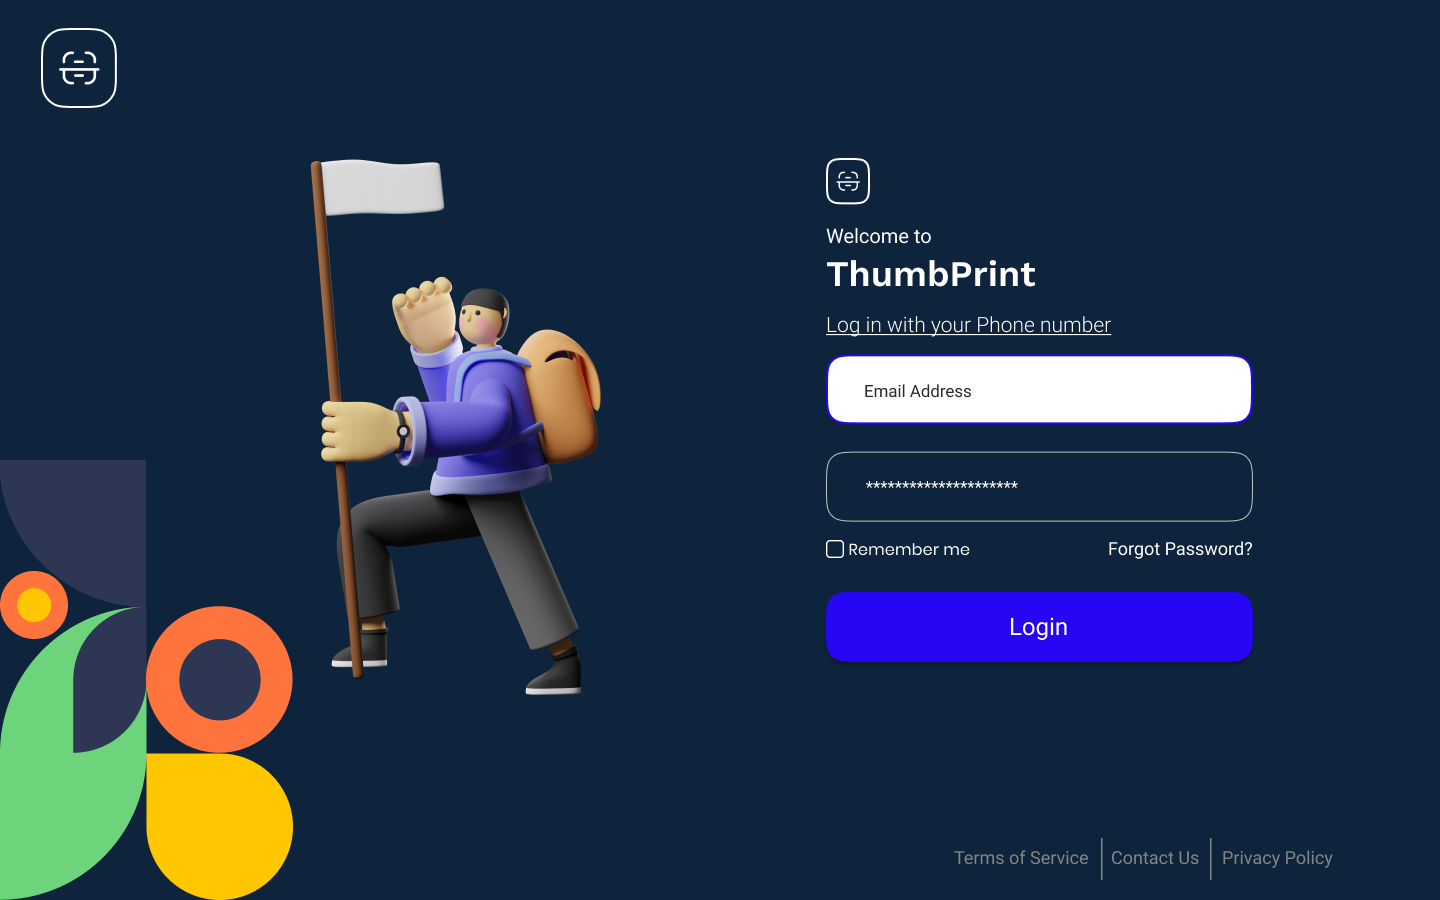 Welcome to
ThumbPrint
Log in with your Phone number
Email Address
*********************
Remember me
Forgot Password?
Login
Terms of Service
Contact Us
Privacy Policy